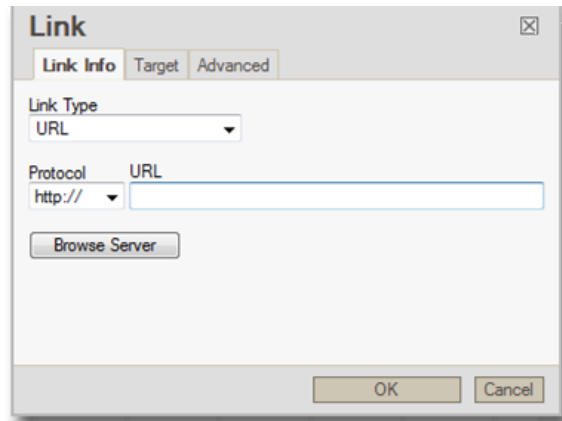 Link
Link Info Target Advanced
Link Type
URL
Protocol URL
http://
Browse Server
OK Cancel